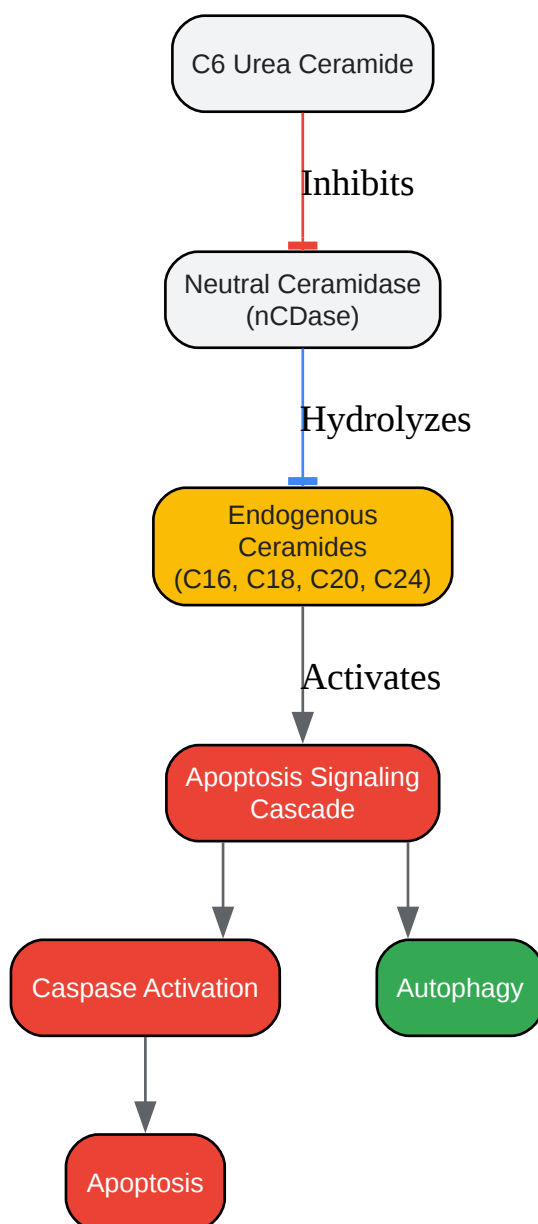 C6 Urea Ceramide
Inhibits
Neutral Ceramidase
(nCDase)
Hydrolyzes
Endogenous
Ceramides
(C16, C18, C20, C24)
Activates
Apoptosis Signaling
Cascade
Caspase Activation
Autophagy
Apoptosis